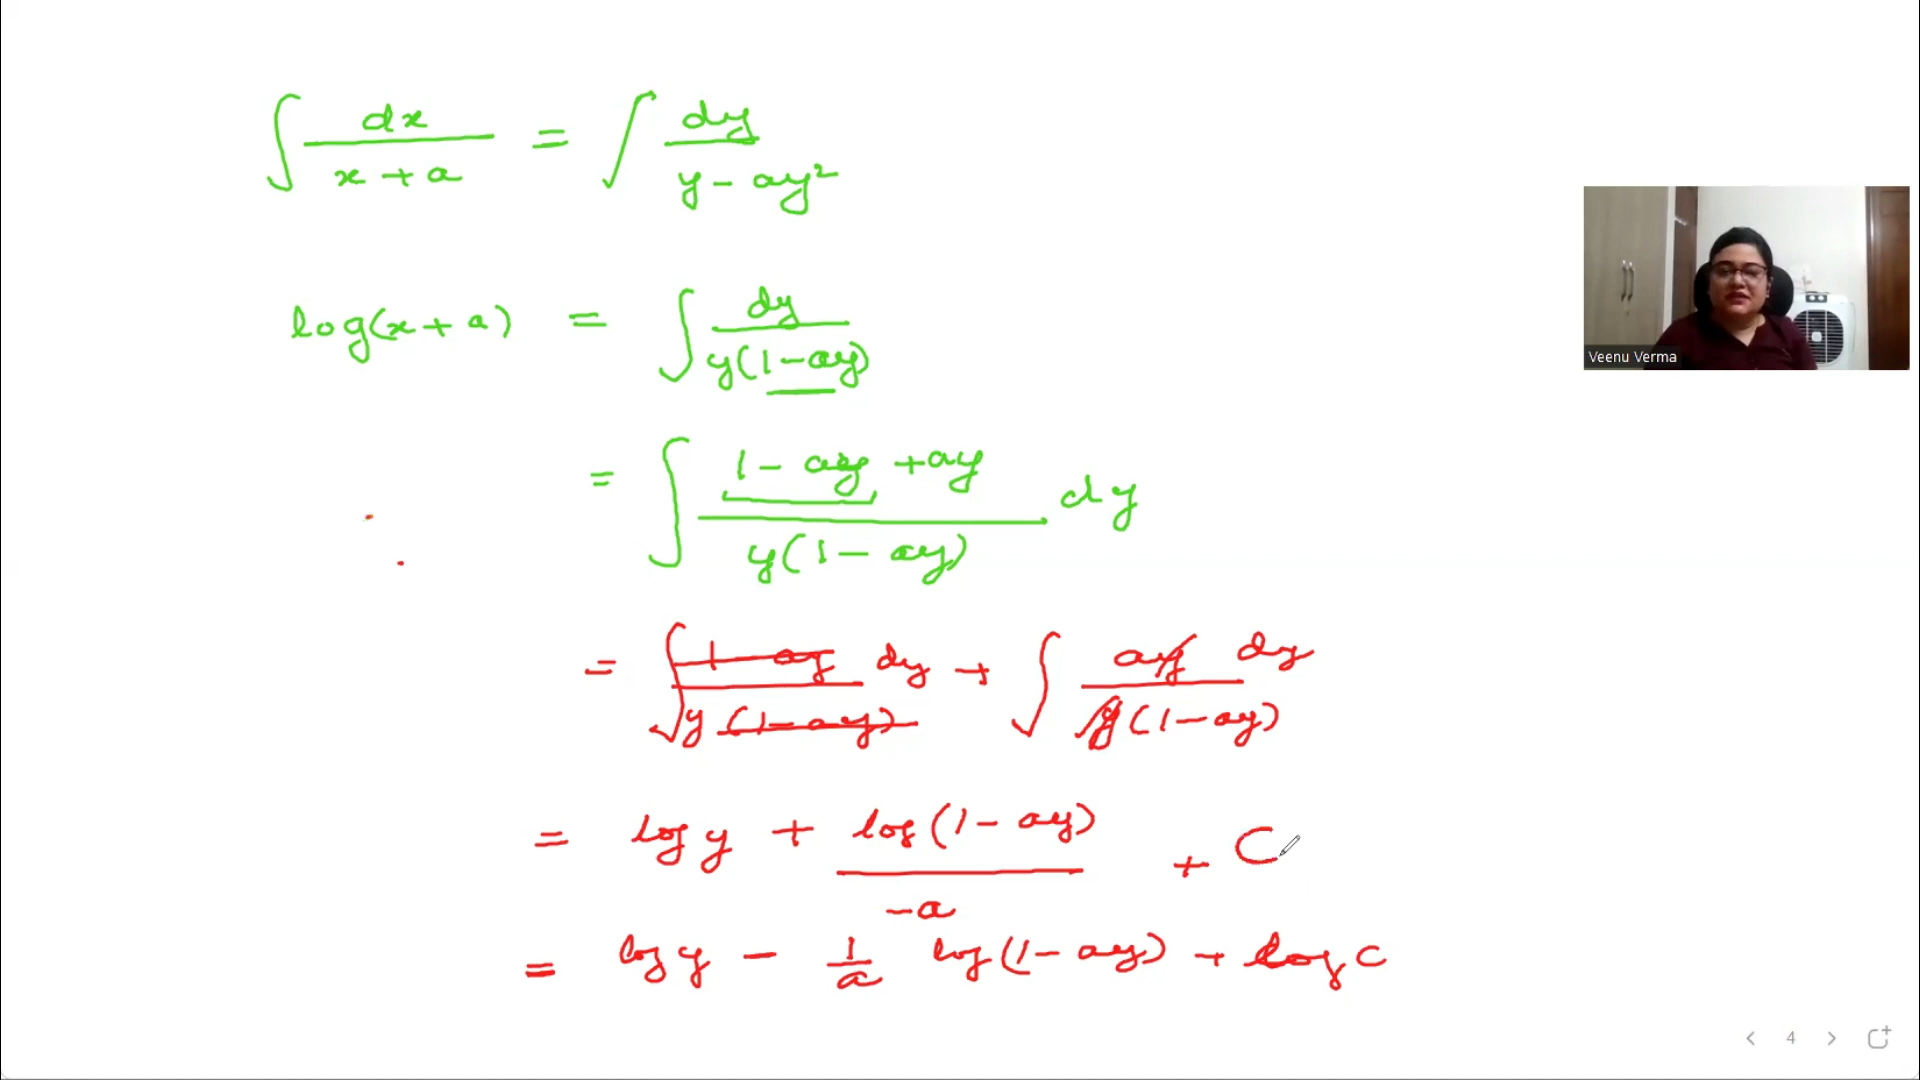 ∫ dx / x + a = ∫ dy / y - ay²
log(x + a) = ∫ dy / y(1 - ay)
= ∫ 1 - ay + ay / y(1 - ay) dy
= ∫ 1 - ay / y (1 - ay) dy + ∫ ay / y(1 - ay) dy
= log y + log(1 - ay) / -a + C
= log y - 1/a log(1 - ay) + log C
Veenu Verma
< 4 >